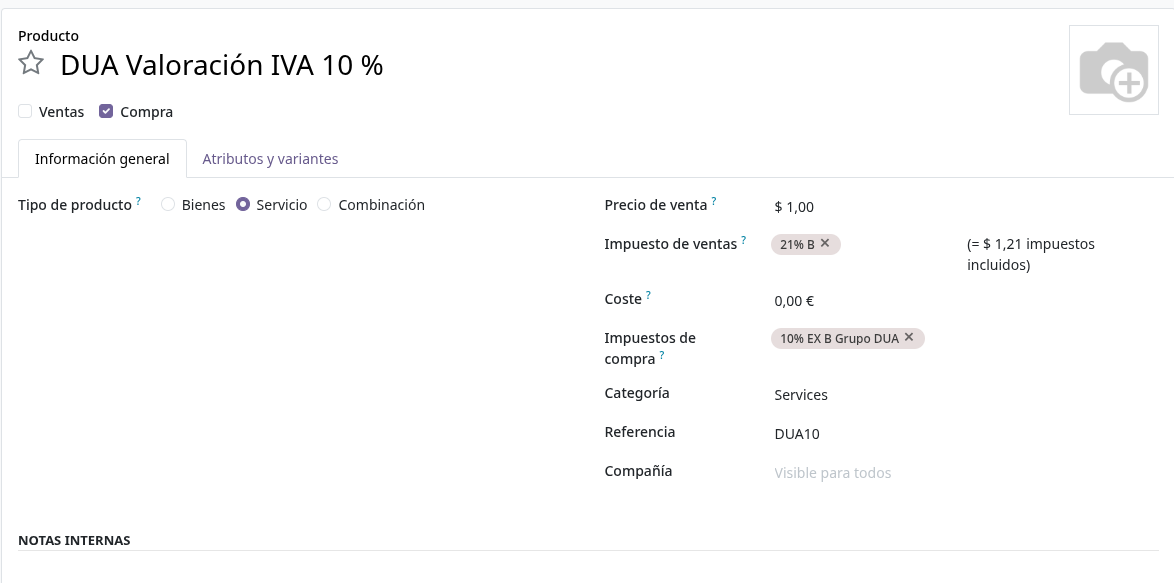 Producto
DUA Valoración IVA 10 %
Ventas Compra
Información general Atributos y variantes
Tipo de producto ? Bienes Servicio Combinación
Precio de venta ? $ 1,00
Impuesto de ventas ? 21% B × (= $ 1,21 impuestos
incluidos)
Coste ? 0,00 €
Impuestos de
compra ? 10% EX B Grupo DUA ×
Categoría Services
Referencia DUA10
Compañía Visible para todos
NOTAS INTERNAS